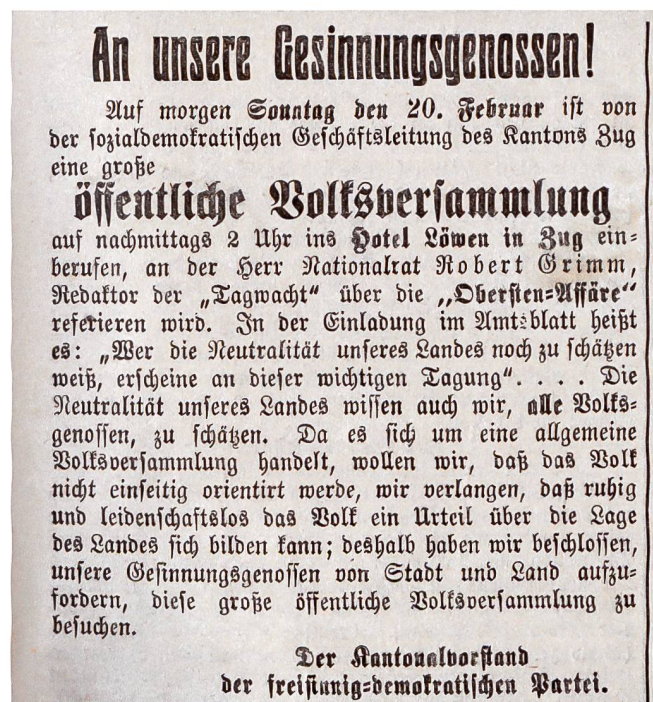 An unsere Gesinnungsgenossen!
Auf morgen Sonntag den 20. Februar ist von
der sozialdemokratischen Geschäftsleitung des Kantons Zug
eine große
öffentliche Volksversammlung
auf nachmittags 2 Uhr ins Hotel Löwen in Zug ein-
berufen, an der Herr Nationalrat Robert Grimm,
Redaktor der „Tagwacht“ über die „Obersten-Affäre“
referieren wird. In der Einladung im Amtsblatt heißt
es: „Wer die Neutralität unseres Landes noch zu schätzen
weiß, erscheine an dieser wichtigen Tagung“. . . . Die
Neutralität unseres Landes wissen auch wir, alle Volks-
genossen, zu schätzen. Da es sich um eine allgemeine
Volksversammlung handelt, wollen wir, daß das Volk
nicht einseitig orientirt werde, wir verlangen, daß ruhig
und leidenschaftslos das Volk ein Urteil über die Lage
des Landes sich bilden kann; deshalb haben wir beschlossen,
unsere Gesinnungsgenossen von Stadt und Land aufzu-
fordern, diese große öffentliche Volksversammlung zu
besuchen.
Der Kantonalvorstand
der freisinnig-demokratischen Partei.